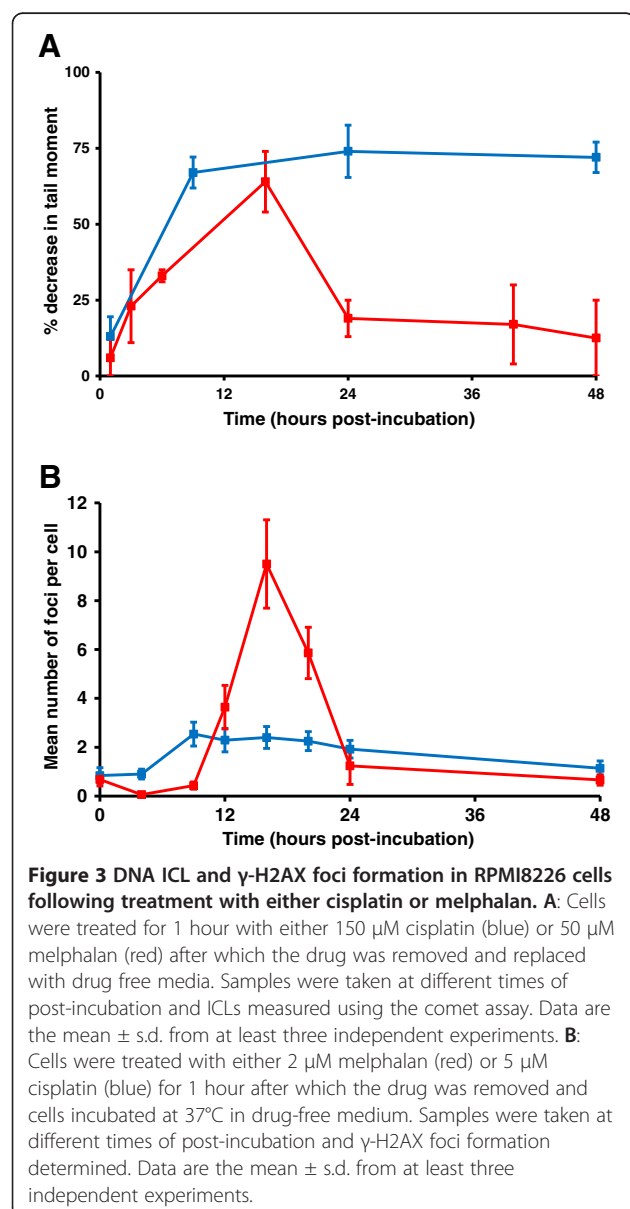 A
100
75
50
25
0
% decrease in tail moment
0 12 24 36 48
Time (hours post-incubation)
B
12
10
8
6
4
2
0
Mean number of foci per cell
0 12 24 36 48
Time (hours post-incubation)
Figure 3 DNA ICL and γ-H2AX foci formation in RPMI8226 cells
following treatment with either cisplatin or melphalan. A: Cells
were treated for 1 hour with either 150 μM cisplatin (blue) or 50 μM
melphalan (red) after which the drug was removed and replaced
with drug free media. Samples were taken at different times of
post-incubation and ICLs measured using the comet assay. Data are
the mean ± s.d. from at least three independent experiments. B:
Cells were treated with either 2 μM melphalan (red) or 5 μM
cisplatin (blue) for 1 hour after which the drug was removed and
cells incubated at 37°C in drug-free medium. Samples were taken at
different times of post-incubation and γ-H2AX foci formation
determined. Data are the mean ± s.d. from at least three
independent experiments.